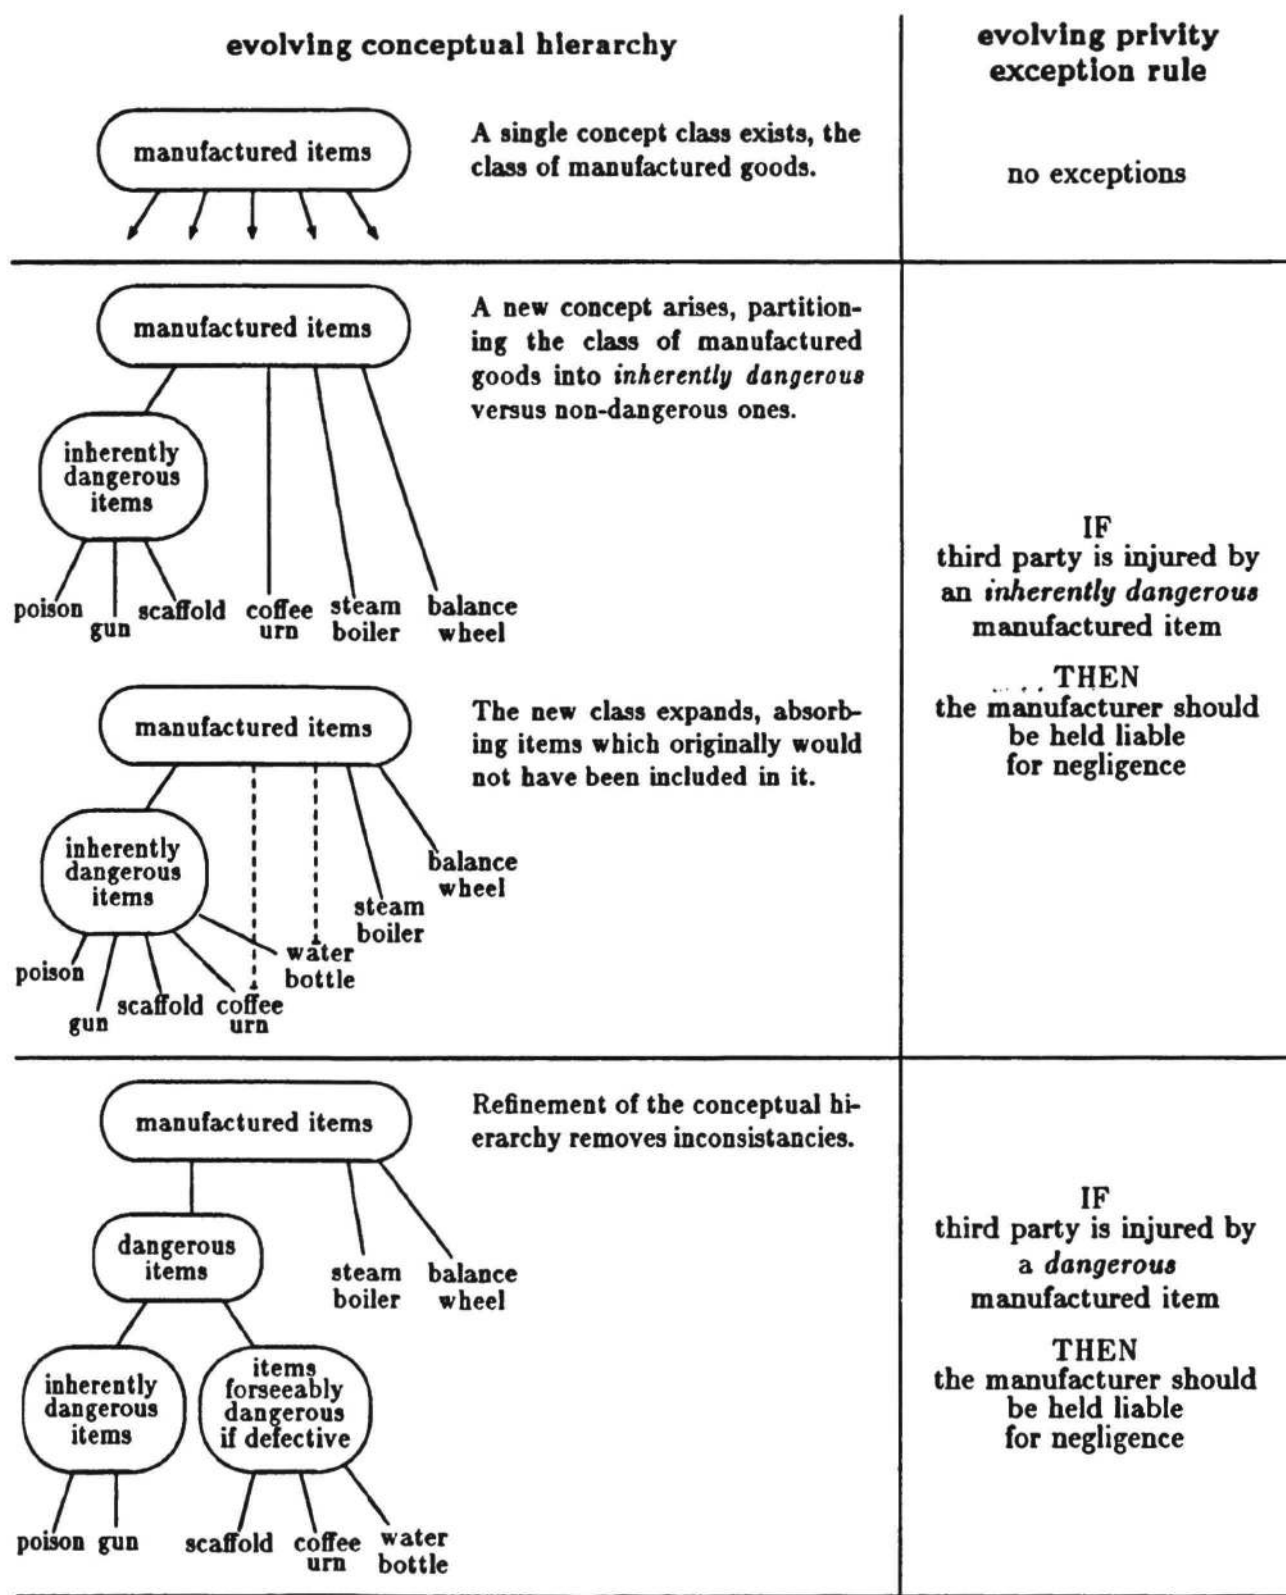 evolving conceptual hierarchy
evolving privity
exception rule
manufactured items
A single concept class exists, the
class of manufactured goods.
no exceptions
manufactured items
A new concept arises, partition-
ing the class of manufactured
goods into inherently dangerous
versus non-dangerous ones.
inherently
dangerous
items
poison
gun
scaffold
coffee
urn
steam
boiler
balance
wheel
manufactured items
The new class expands, absorb-
ing items which originally would
not have been included in it.
inherently
dangerous
items
poison
gun
scaffold
coffee
urn
water
bottle
steam
boiler
balance
wheel
IF
third party is injured by
an inherently dangerous
manufactured item
THEN
the manufacturer should
be held liable
for negligence
manufactured items
Refinement of the conceptual hi-
erarchy removes inconsistancies.
dangerous
items
steam
boiler
balance
wheel
inherently
dangerous
items
items
forseeably
dangerous
if defective
poison
gun
scaffold
coffee
urn
water
bottle
IF
third party is injured by
a dangerous
manufactured item
THEN
the manufacturer should
be held liable
for negligence